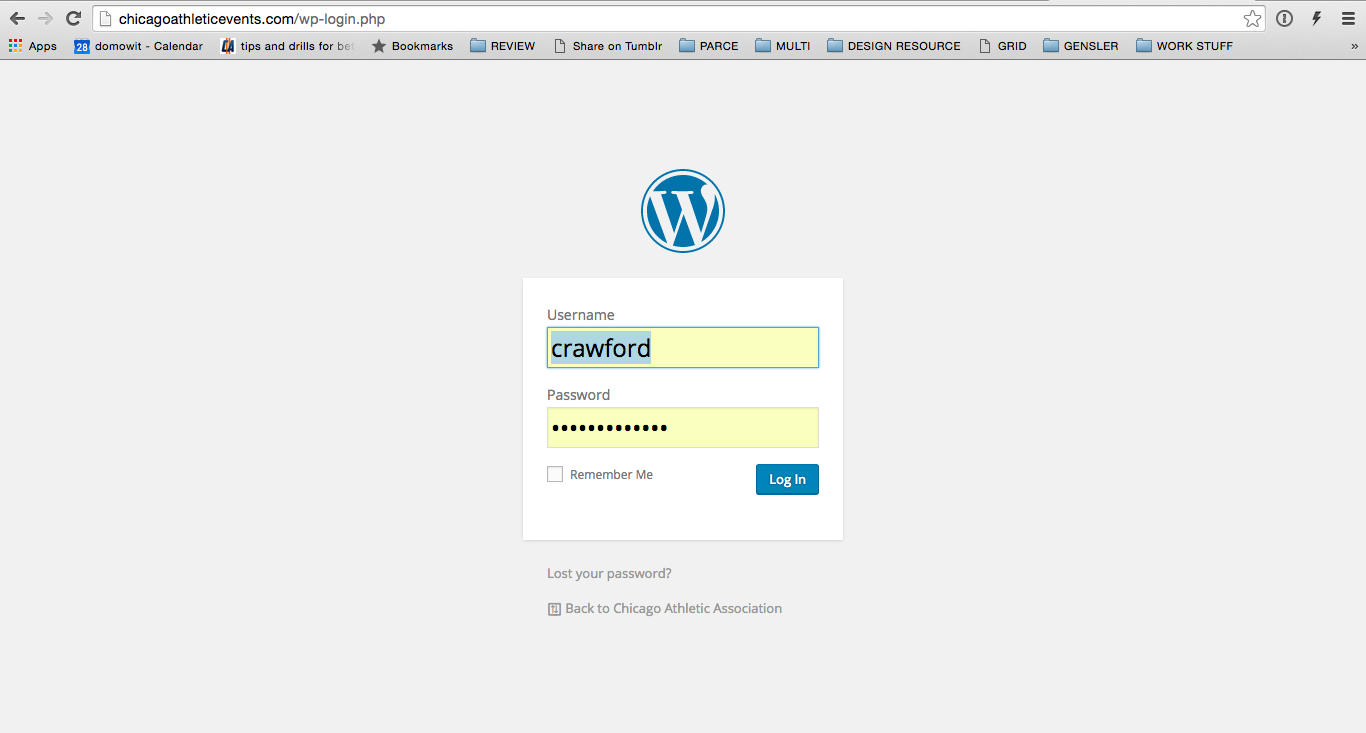 chicagoathleticevents.com/wp-login.php
Apps 28 domowit - Calendar tips and drills for bet Bookmarks REVIEW Share on Tumblr PARCE MULTI DESIGN RESOURCE GRID GENSLER WORK STUFF »
Username
crawford
Password
•••••••••••••
Remember Me Log In
Lost your password?
Back to Chicago Athletic Association